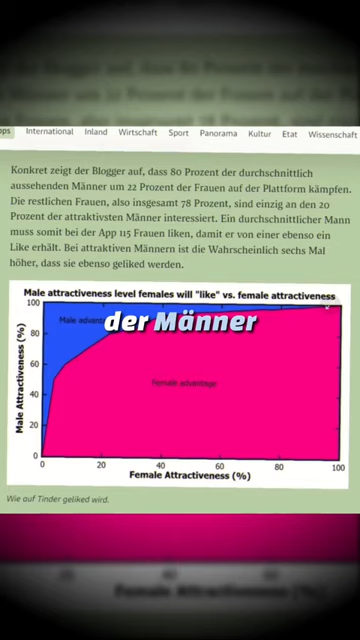 International Inland Wirtschaft Sport Panorama Kultur Etat Wissenschaft
Konkret zeigt der Blogger auf, dass 80 Prozent der durchschnittlich
aussehenden Männer um 22 Prozent der Frauen auf der Plattform kämpfen.
Die restlichen Frauen, also insgesamt 78 Prozent, sind einzig an den 20
Prozent der attraktivsten Männer interessiert. Ein durchschnittlicher Mann
muss somit bei der App 115 Frauen liken, damit er von einer ebenso ein
Like erhält. Bei attraktiven Männern ist die Wahrscheinlich sechs Mal
höher, dass sie ebenso geliked werden.
Male attractiveness level females will "like" vs. female attractiveness
100
Male
der Männer
80
Female advantage
60
40
20
0
Male Attractiveness (%)
0 20 40 60 80 100
Female Attractiveness (%)
Wie auf Tinder geliked wird.